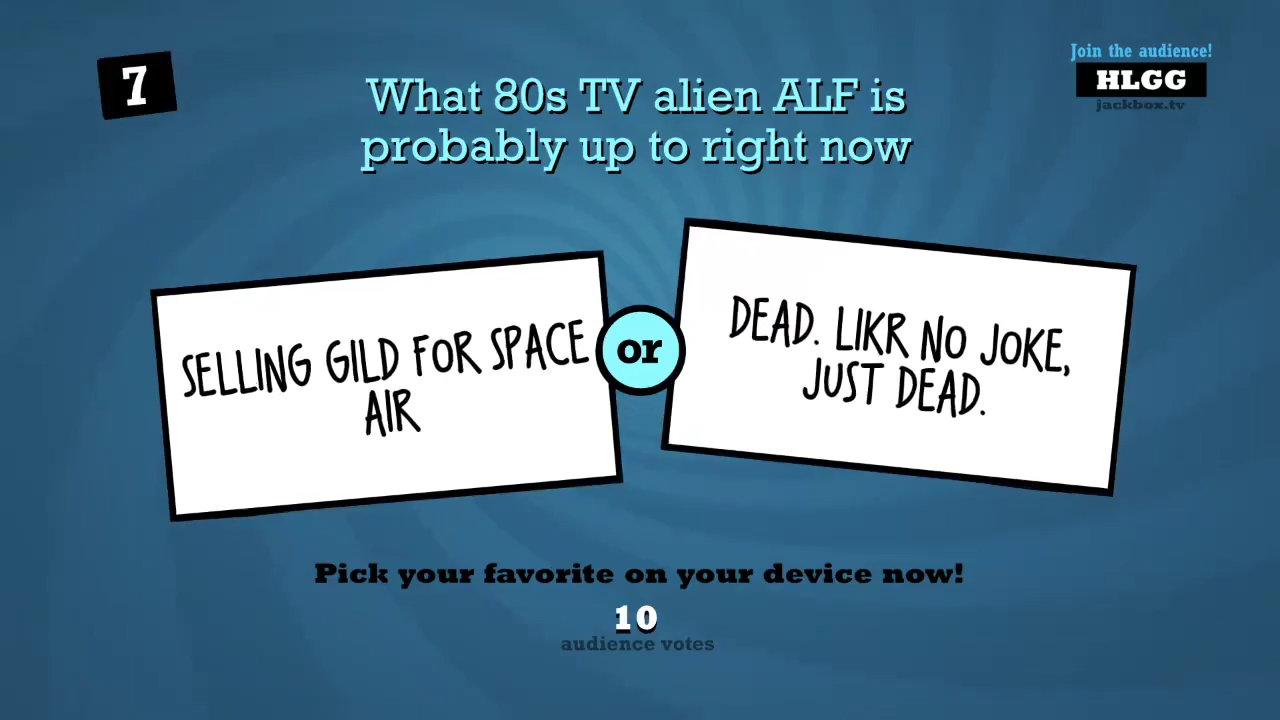 7
What 80s TV alien ALF is
probably up to right now
Join the audience!
HLGG
jackbox.tv
SELLING GILD FOR SPACE
AIR
or
DEAD. LIKR NO JOKE,
JUST DEAD.
Pick your favorite on your device now!
10
audience votes